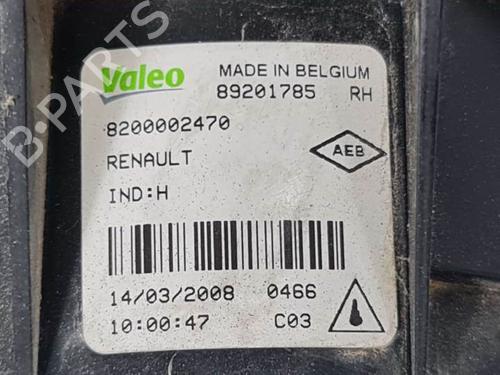 Valeo
MADE IN BELGIUM
89201785 RH
8200002470
RENAULT
AEB
IND:H
14/03/2008 0466
10:00:47 C03
B-PARTS